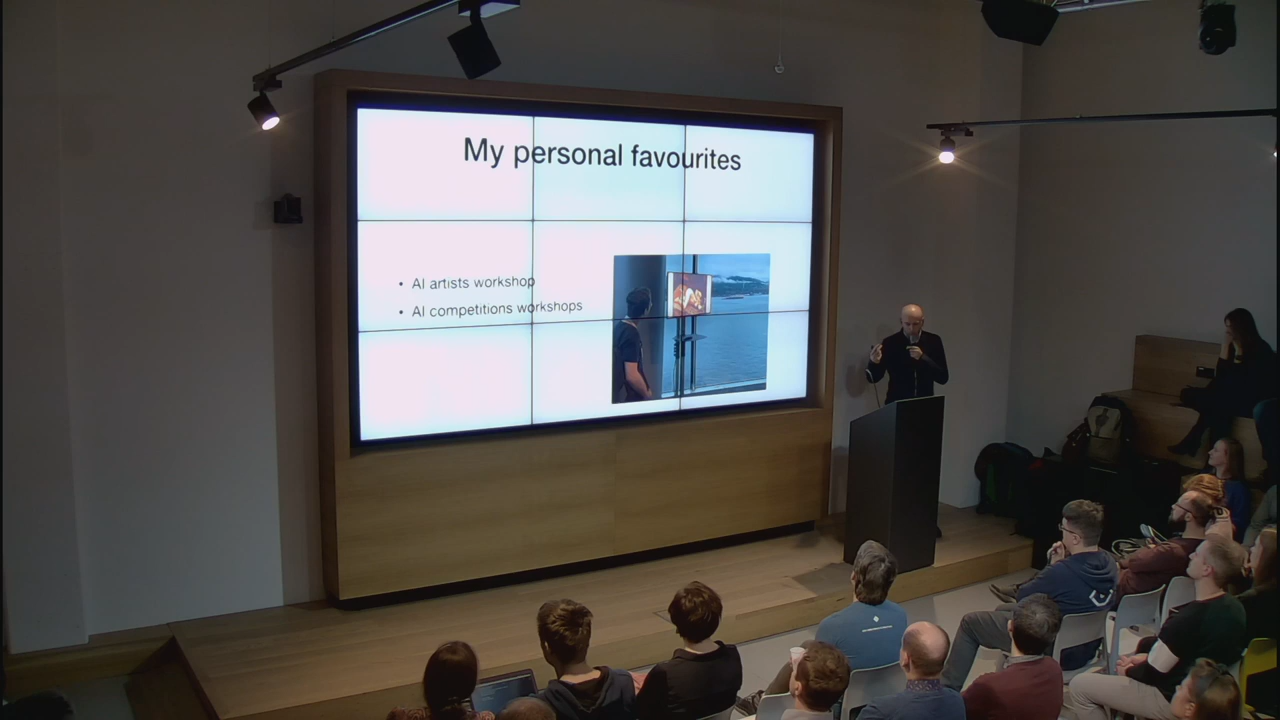 My personal favourites
• AI artists workshop
• AI competitions workshops